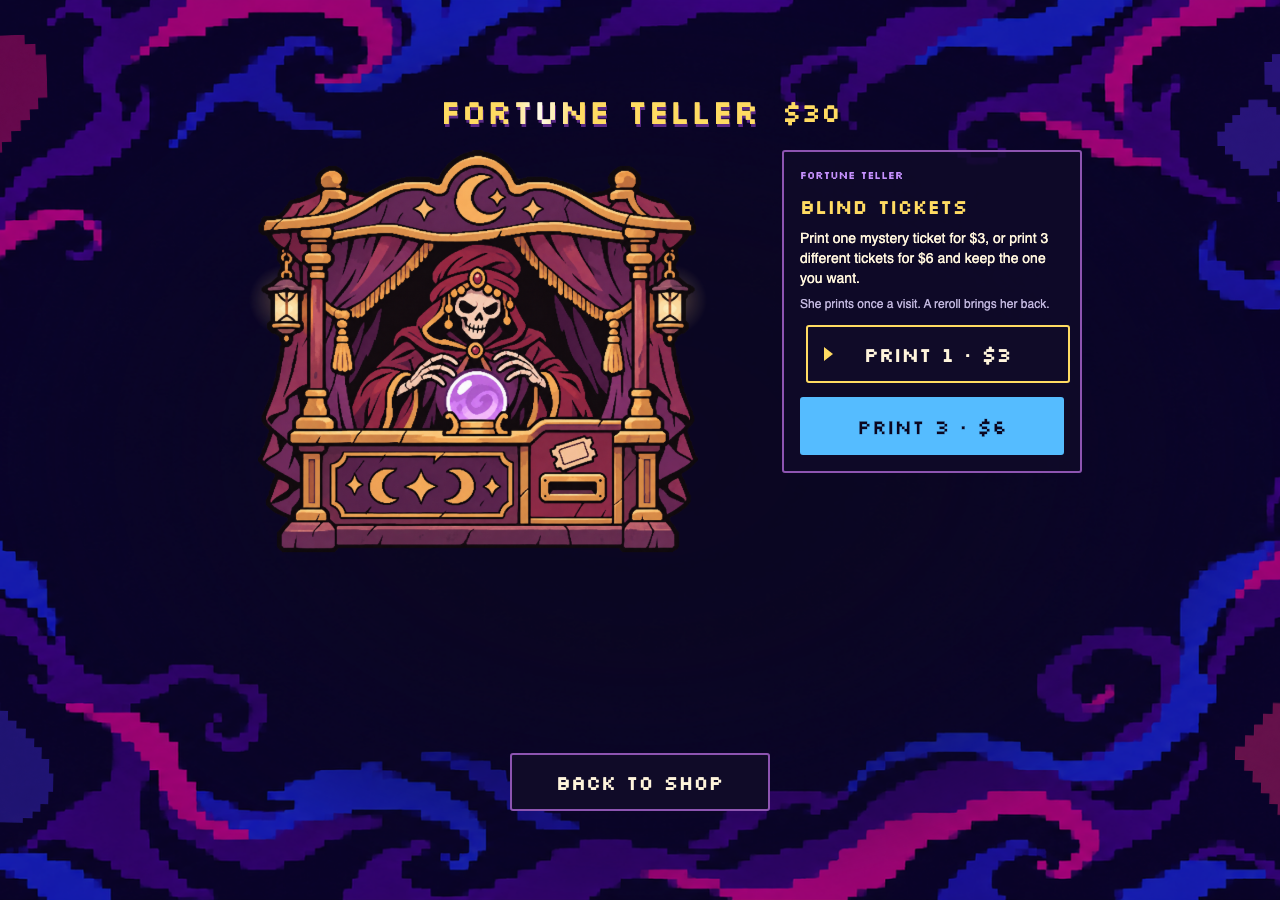 FORTUNE TELLER $30
FORTUNE TELLER
BLIND TICKETS
Print one mystery ticket for $3, or print 3
different tickets for $6 and keep the one
you want.
She prints once a visit. A reroll brings her back.
PRINT 1 · $3
PRINT 3 · $6
BACK TO SHOP